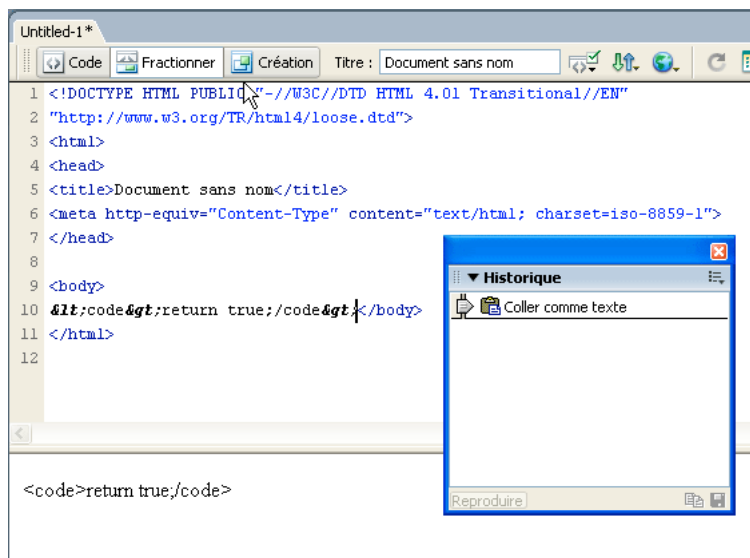 Untitled-1*
Code Fractionner Création Titre : Document sans nom
1 <!DOCTYPE HTML PUBLIC "-//W3C//DTD HTML 4.01 Transitional//EN"
2 "http://www.w3.org/TR/html4/loose.dtd">
3 <html>
4 <head>
5 <title>Document sans nom</title>
6 <meta http-equiv="Content-Type" content="text/html; charset=iso-8859-1">
7 </head>
8
9 <body>
10 &lt;code&gt;return true;/code&gt;</body>
11 </html>
12
Historique
Coller comme texte
Reproduire
<code>return true;/code>